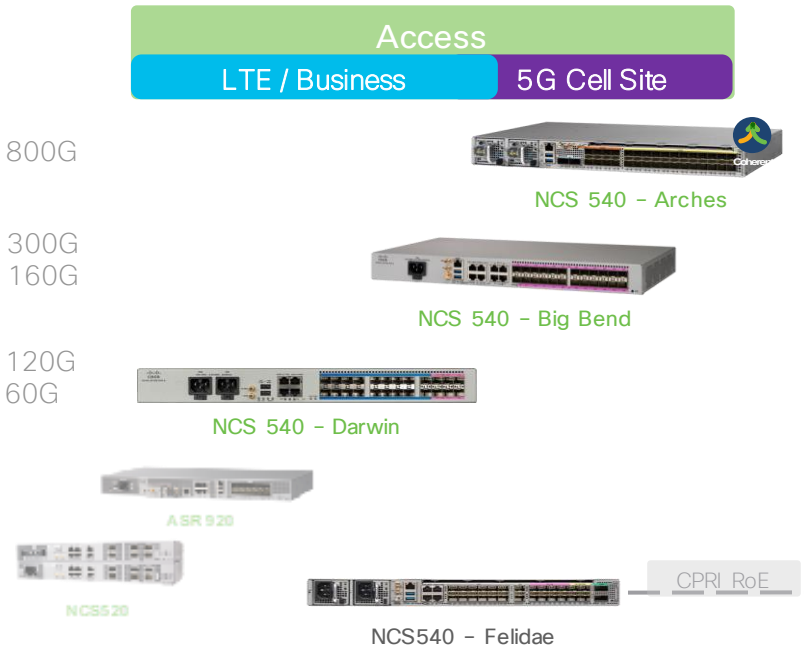 Access
LTE / Business
5G Cell Site
800G
NCS 540 – Arches
300G
160G
NCS 540 – Big Bend
120G
60G
NCS 540 – Darwin
ASR 920
NCS520
CPRI RoE
NCS540 – Felidae